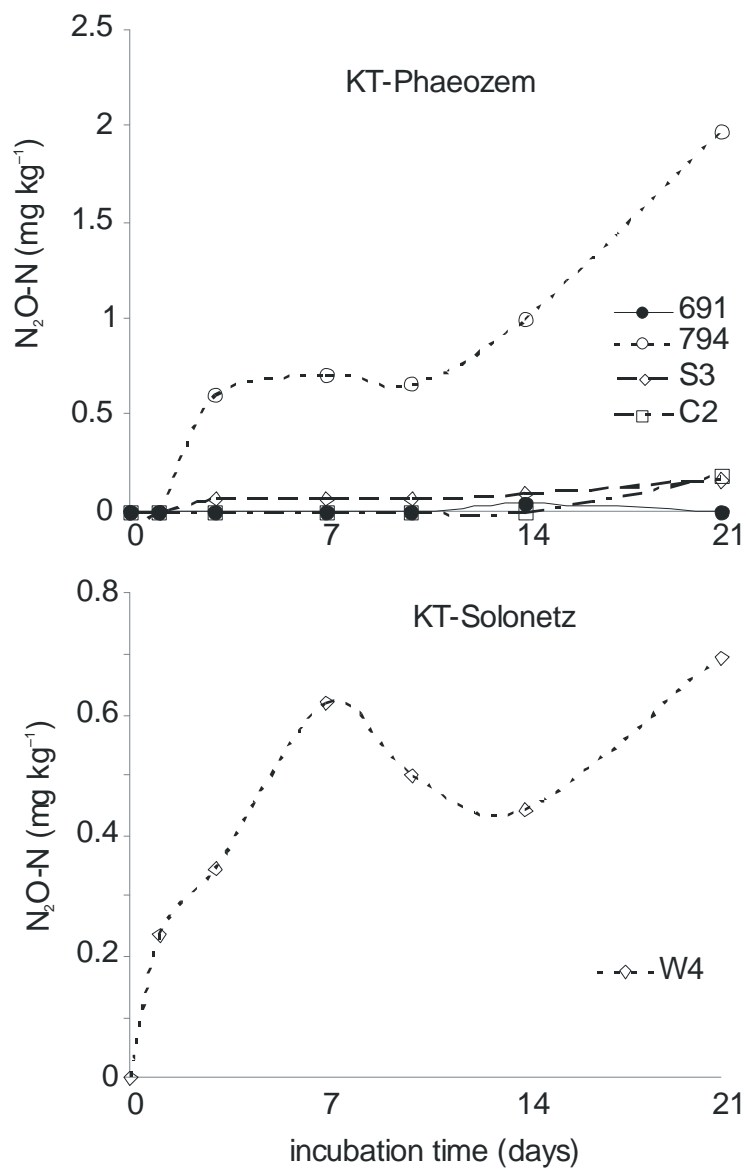 2.5
KT-Phaeozem
2
1.5
1
0.5
0
N₂O-N (mg kg⁻¹)
691
794
S3
C2
0 7 14 21
0.8
KT-Solonetz
0.6
0.4
0.2
0
N₂O-N (mg kg⁻¹)
W4
0 7 14 21
incubation time (days)